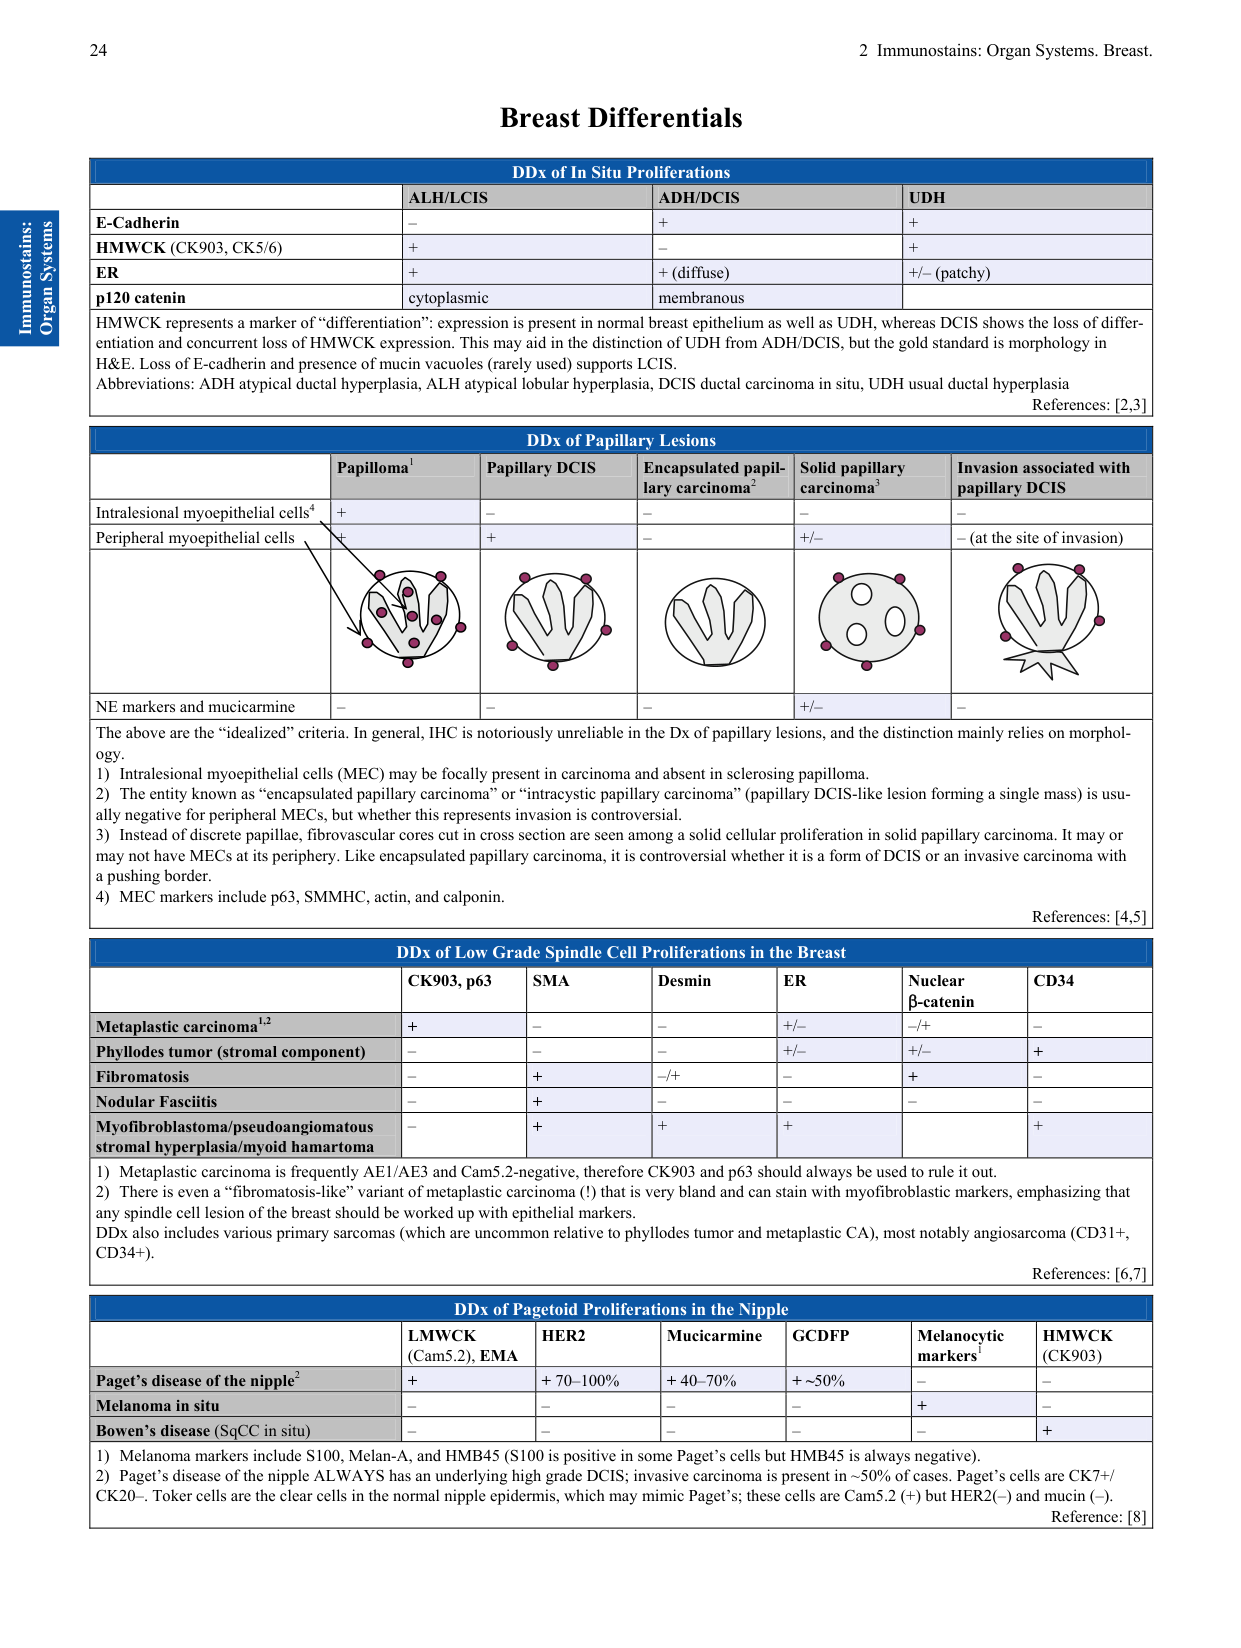 24
2 Immunostains: Organ Systems. Breast.
Immunostains:
Organ Systems
Breast Differentials
DDx of In Situ Proliferations
ALH/LCIS ADH/DCIS UDH
E-Cadherin – + +
HMWCK (CK903, CK5/6) + – +
ER + + (diffuse) +/– (patchy)
p120 catenin cytoplasmic membranous
HMWCK represents a marker of “differentiation”: expression is present in normal breast epithelium as well as UDH, whereas DCIS shows the loss of differ-
entiation and concurrent loss of HMWCK expression. This may aid in the distinction of UDH from ADH/DCIS, but the gold standard is morphology in
H&E. Loss of E-cadherin and presence of mucin vacuoles (rarely used) supports LCIS.
Abbreviations: ADH atypical ductal hyperplasia, ALH atypical lobular hyperplasia, DCIS ductal carcinoma in situ, UDH usual ductal hyperplasia
References: [2,3]
DDx of Papillary Lesions
Papilloma1 Papillary DCIS Encapsulated papil- Solid papillary Invasion associated with
lary carcinoma2 carcinoma3 papillary DCIS
Intralesional myoepithelial cells4 + – – – –
Peripheral myoepithelial cells + + – +/– – (at the site of invasion)
NE markers and mucicarmine – – – +/– –
The above are the “idealized” criteria. In general, IHC is notoriously unreliable in the Dx of papillary lesions, and the distinction mainly relies on morphol-
ogy.
1) Intralesional myoepithelial cells (MEC) may be focally present in carcinoma and absent in sclerosing papilloma.
2) The entity known as “encapsulated papillary carcinoma” or “intracystic papillary carcinoma” (papillary DCIS-like lesion forming a single mass) is usu-
ally negative for peripheral MECs, but whether this represents invasion is controversial.
3) Instead of discrete papillae, fibrovascular cores cut in cross section are seen among a solid cellular proliferation in solid papillary carcinoma. It may or
may not have MECs at its periphery. Like encapsulated papillary carcinoma, it is controversial whether it is a form of DCIS or an invasive carcinoma with
a pushing border.
4) MEC markers include p63, SMMHC, actin, and calponin.
References: [4,5]
DDx of Low Grade Spindle Cell Proliferations in the Breast
CK903, p63 SMA Desmin ER Nuclear CD34
β-catenin
Metaplastic carcinoma1,2 + – – +/– –/+ –
Phyllodes tumor (stromal component) – – – +/– +/– +
Fibromatosis – + –/+ – + –
Nodular Fasciitis – + – – – –
Myofibroblastoma/pseudoangiomatous – + + + +
stromal hyperplasia/myoid hamartoma
1) Metaplastic carcinoma is frequently AE1/AE3 and Cam5.2-negative, therefore CK903 and p63 should always be used to rule it out.
2) There is even a “fibromatosis-like” variant of metaplastic carcinoma (!) that is very bland and can stain with myofibroblastic markers, emphasizing that
any spindle cell lesion of the breast should be worked up with epithelial markers.
DDx also includes various primary sarcomas (which are uncommon relative to phyllodes tumor and metaplastic CA), most notably angiosarcoma (CD31+,
CD34+).
References: [6,7]
DDx of Pagetoid Proliferations in the Nipple
LMWCK HER2 Mucicarmine GCDFP Melanocytic HMWCK
(Cam5.2), EMA markers1 (CK903)
Paget’s disease of the nipple2 + + 70–100% + 40–70% + ~50% – –
Melanoma in situ – – – – + –
Bowen’s disease (SqCC in situ) – – – – – +
1) Melanoma markers include S100, Melan-A, and HMB45 (S100 is positive in some Paget’s cells but HMB45 is always negative).
2) Paget’s disease of the nipple ALWAYS has an underlying high grade DCIS; invasive carcinoma is present in ~50% of cases. Paget’s cells are CK7+/
CK20–. Toker cells are the clear cells in the normal nipple epidermis, which may mimic Paget’s; these cells are Cam5.2 (+) but HER2(–) and mucin (–).
Reference: [8]